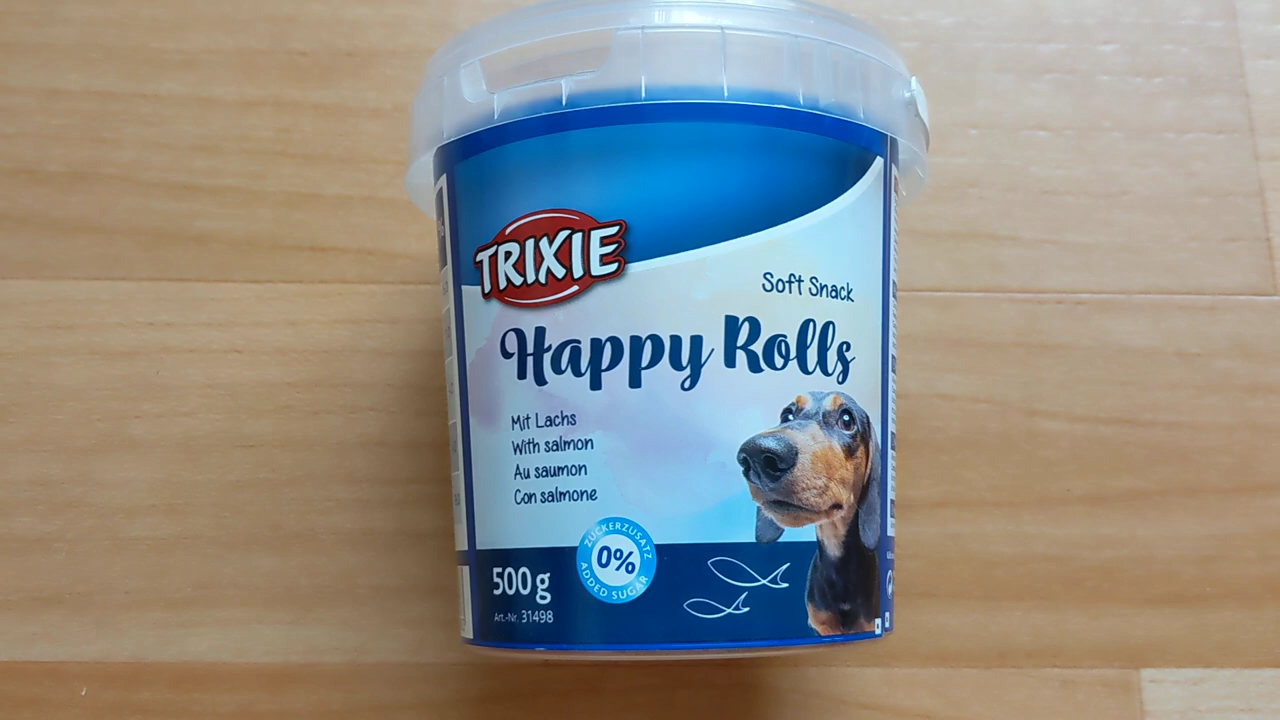 TRIXIE
Soft Snack
Happy Rolls
Mit Lachs
With salmon
Au saumon
Con salmone
ZUCKERZUSATZ
0%
ADDED SUGAR
500 g
Art.-Nr. 31498